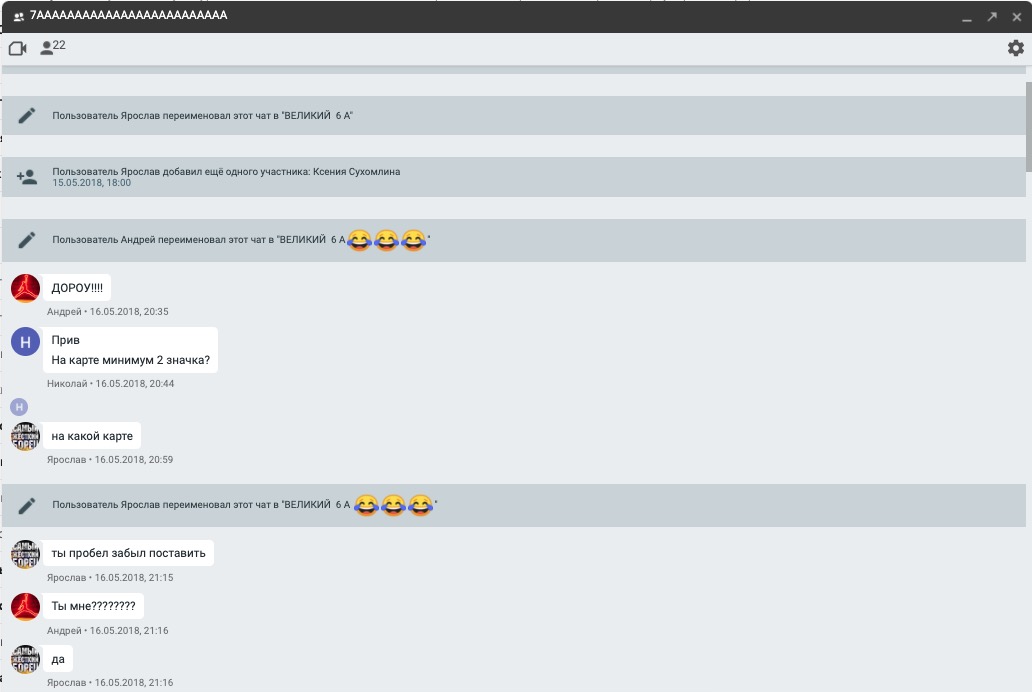 7ААААААААААААААААААААААААА
22
Пользователь Ярослав переименовал этот чат в "ВЕЛИКИЙ 6 А"
Пользователь Ярослав добавил ещё одного участника: Ксения Сухомлина
15.05.2018, 18:00
Пользователь Андрей переименовал этот чат в "ВЕЛИКИЙ 6 А😂😂😂"
ДОРОУ!!!!
Андрей • 16.05.2018, 20:35
Н
Прив
На карте минимум 2 значка?
Николай • 16.05.2018, 20:44
Н
на какой карте
Ярослав • 16.05.2018, 20:59
Пользователь Ярослав переименовал этот чат в "ВЕЛИКИЙ 6 А 😂😂😂"
ты пробел забыл поставить
Ярослав • 16.05.2018, 21:15
Ты мне????????
Андрей • 16.05.2018, 21:16
да
Ярослав • 16.05.2018, 21:16